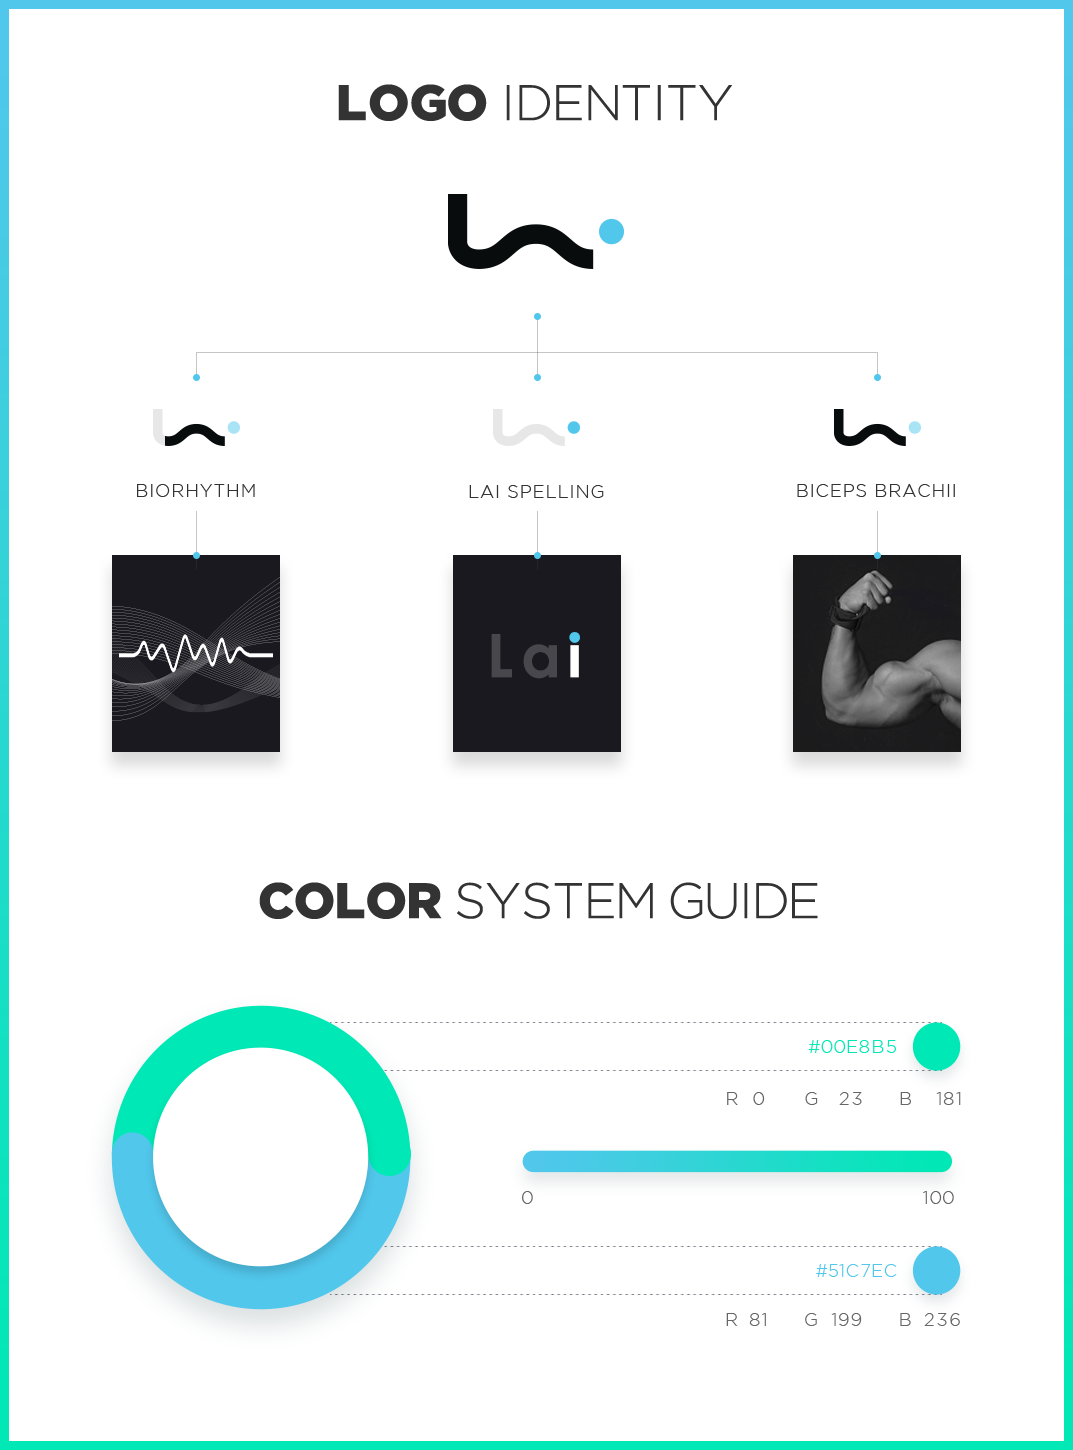 LOGO IDENTITY
BIORHYTHM
LAI SPELLING
BICEPS BRACHII
Lai
COLOR SYSTEM GUIDE
#00E8B5
R 0 G 23 B 181
0 100
#51C7EC
R 81 G 199 B 236